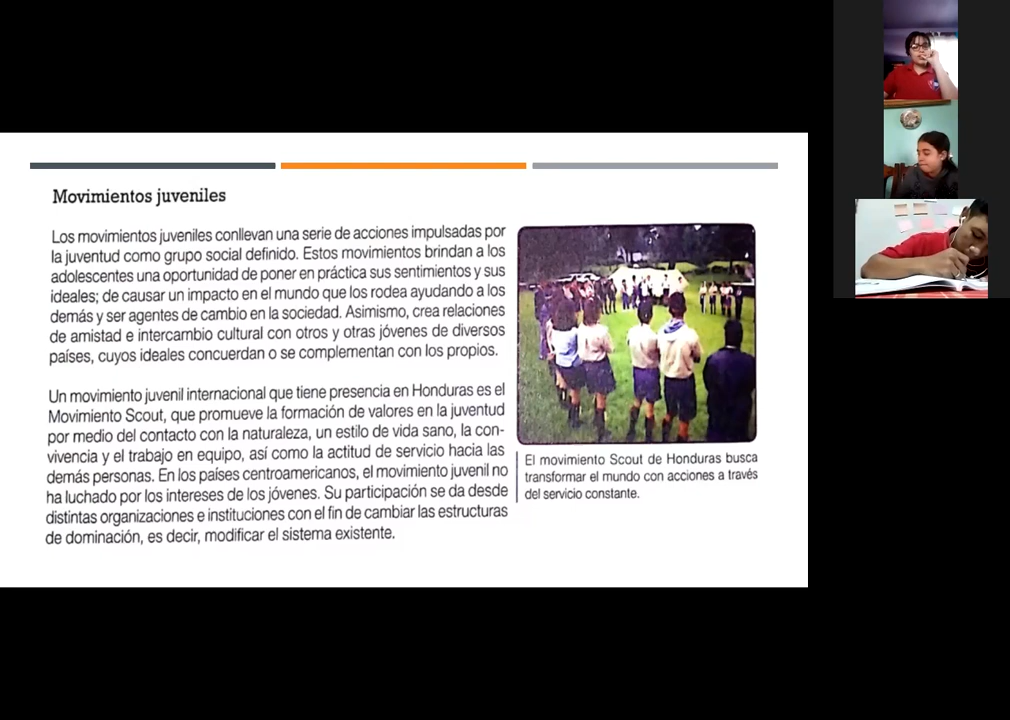 Movimientos juveniles
Los movimientos juveniles conllevan una serie de acciones impulsadas por
la juventud como grupo social definido. Estos movimientos brindan a los
adolescentes una oportunidad de poner en práctica sus sentimientos y sus
ideales; de causar un impacto en el mundo que los rodea ayudando a los
demás y ser agentes de cambio en la sociedad. Asimismo, crea relaciones
de amistad e intercambio cultural con otros y otras jóvenes de diversos
países, cuyos ideales concuerdan o se complementan con los propios.
Un movimiento juvenil internacional que tiene presencia en Honduras es el
Movimiento Scout, que promueve la formación de valores en la juventud
por medio del contacto con la naturaleza, un estilo de vida sano, la con-
vivencia y el trabajo en equipo, así como la actitud de servicio hacia las
demás personas. En los países centroamericanos, el movimiento juvenil no
ha luchado por los intereses de los jóvenes. Su participación se da desde
distintas organizaciones e instituciones con el fin de cambiar las estructuras
de dominación, es decir, modificar el sistema existente.
El movimiento Scout de Honduras busca
transformar el mundo con acciones a través
del servicio constante.